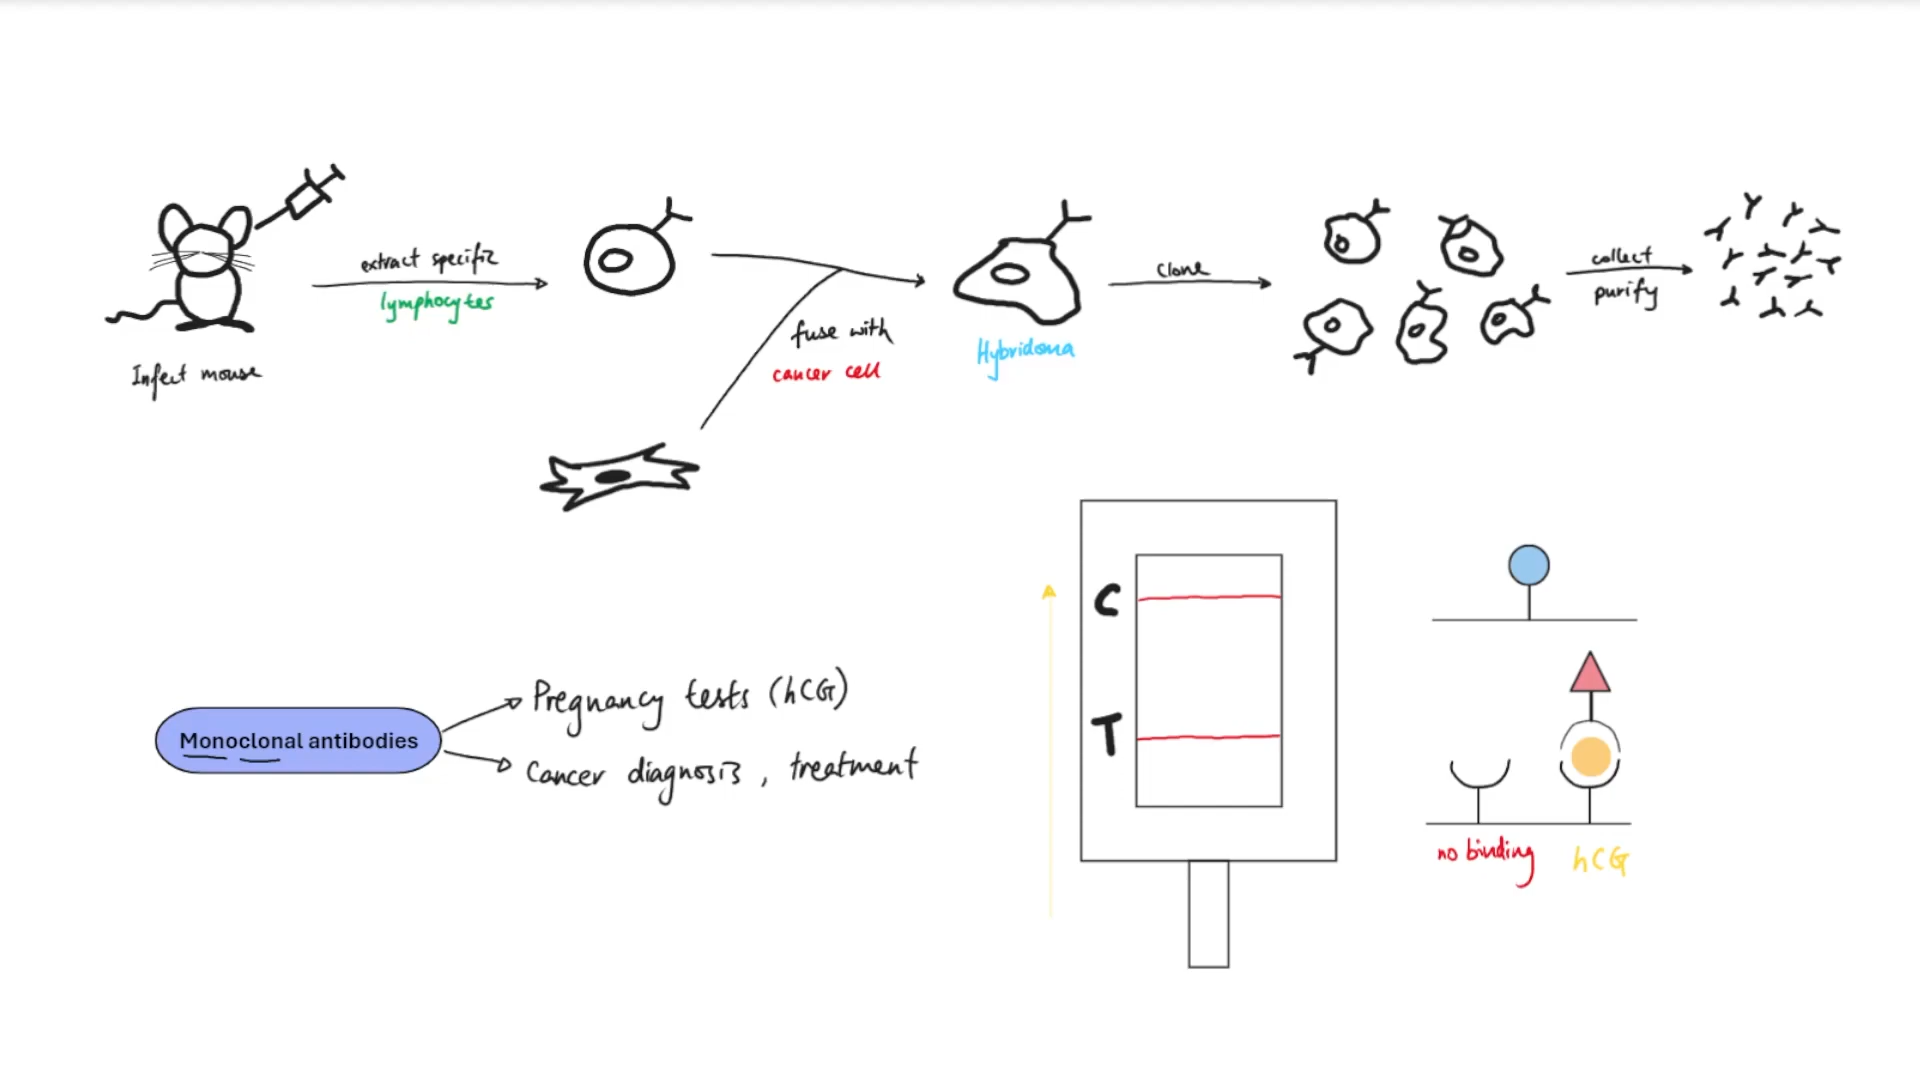 extract specific
lymphocytes
Infect mouse
fuse with
cancer cell
Hybridoma
Clone
collect
purify
Monoclonal antibodies
Pregnancy tests (hCG)
Cancer diagnosis, treatment
C
T
no binding
hCG